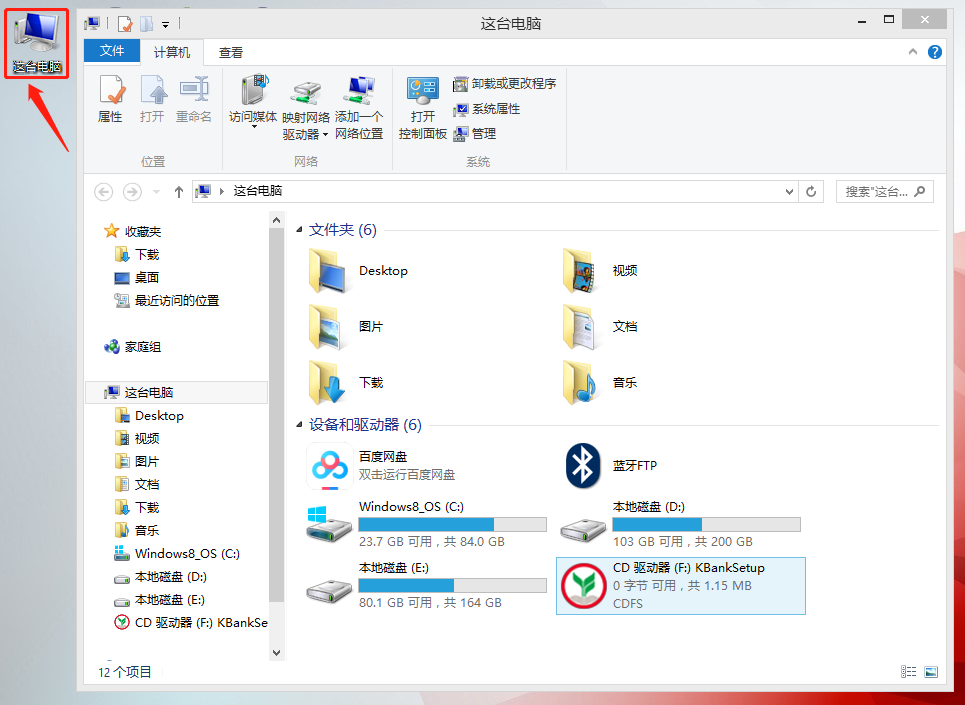 这台电脑
这台电脑
文件
计算机
查看
属性
打开
重命名
位置
访问媒体
映射网络
驱动器
添加一个
网络位置
网络
打开
控制面板
卸载或更改程序
系统属性
管理
系统
这台电脑
搜索"这台...
收藏夹
下载
桌面
最近访问的位置
家庭组
这台电脑
Desktop
视频
图片
文档
下载
音乐
Windows8_OS (C:)
本地磁盘 (D:)
本地磁盘 (E:)
CD 驱动器 (F:) KBankSe
文件夹 (6)
Desktop
视频
图片
文档
下载
音乐
设备和驱动器 (6)
百度网盘
双击运行百度网盘
蓝牙FTP
Windows8_OS (C:)
23.7 GB 可用，共 84.0 GB
本地磁盘 (D:)
103 GB 可用，共 200 GB
本地磁盘 (E:)
80.1 GB 可用，共 164 GB
CD 驱动器 (F:) KBankSetup
0 字节 可用，共 1.15 MB
CDFS
12 个项目